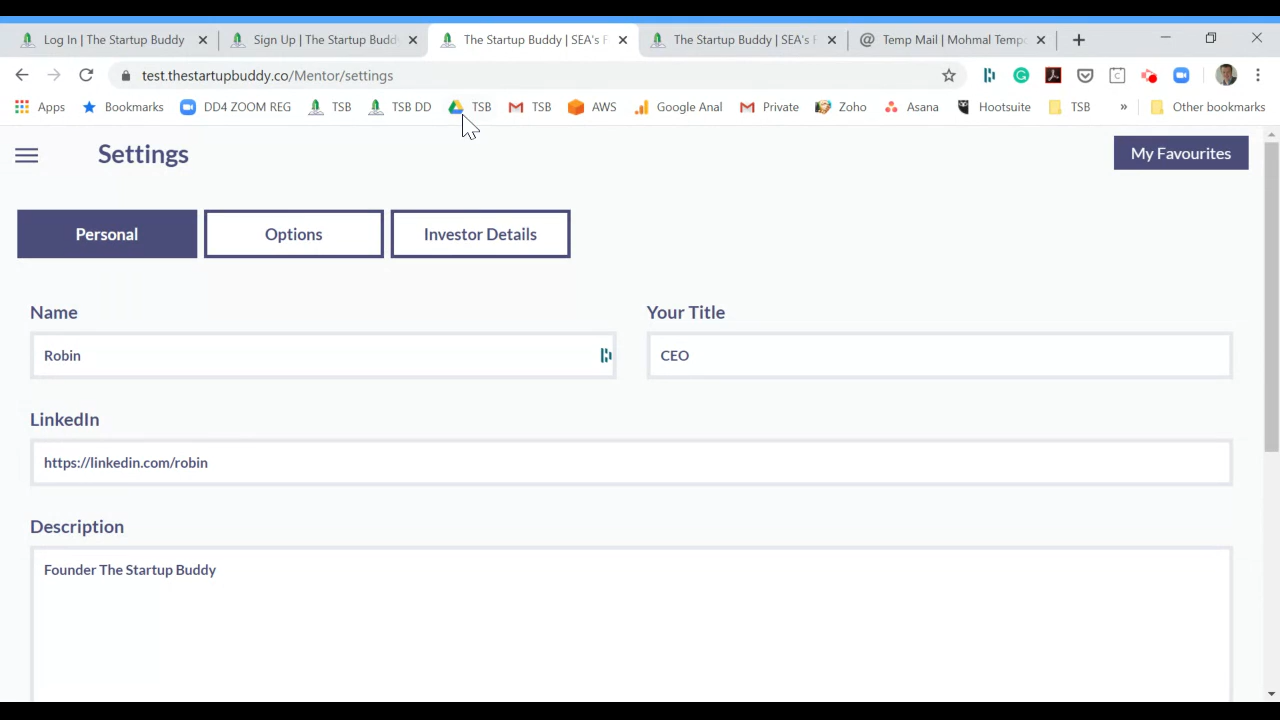 Log In | The Startup Buddy
Sign Up | The Startup Budd
The Startup Buddy | SEA's F
The Startup Buddy | SEA's F
Temp Mail | Mohmal Tempo
test.thestartupbuddy.co/Mentor/settings
Apps
Bookmarks
DD4 ZOOM REG
TSB
TSB DD
TSB
TSB
AWS
Google Anal
Private
Zoho
Asana
Hootsuite
TSB
»
Other bookmarks
Settings
My Favourites
Personal
Options
Investor Details
Name
Your Title
Robin
CEO
LinkedIn
https://linkedin.com/robin
Description
Founder The Startup Buddy